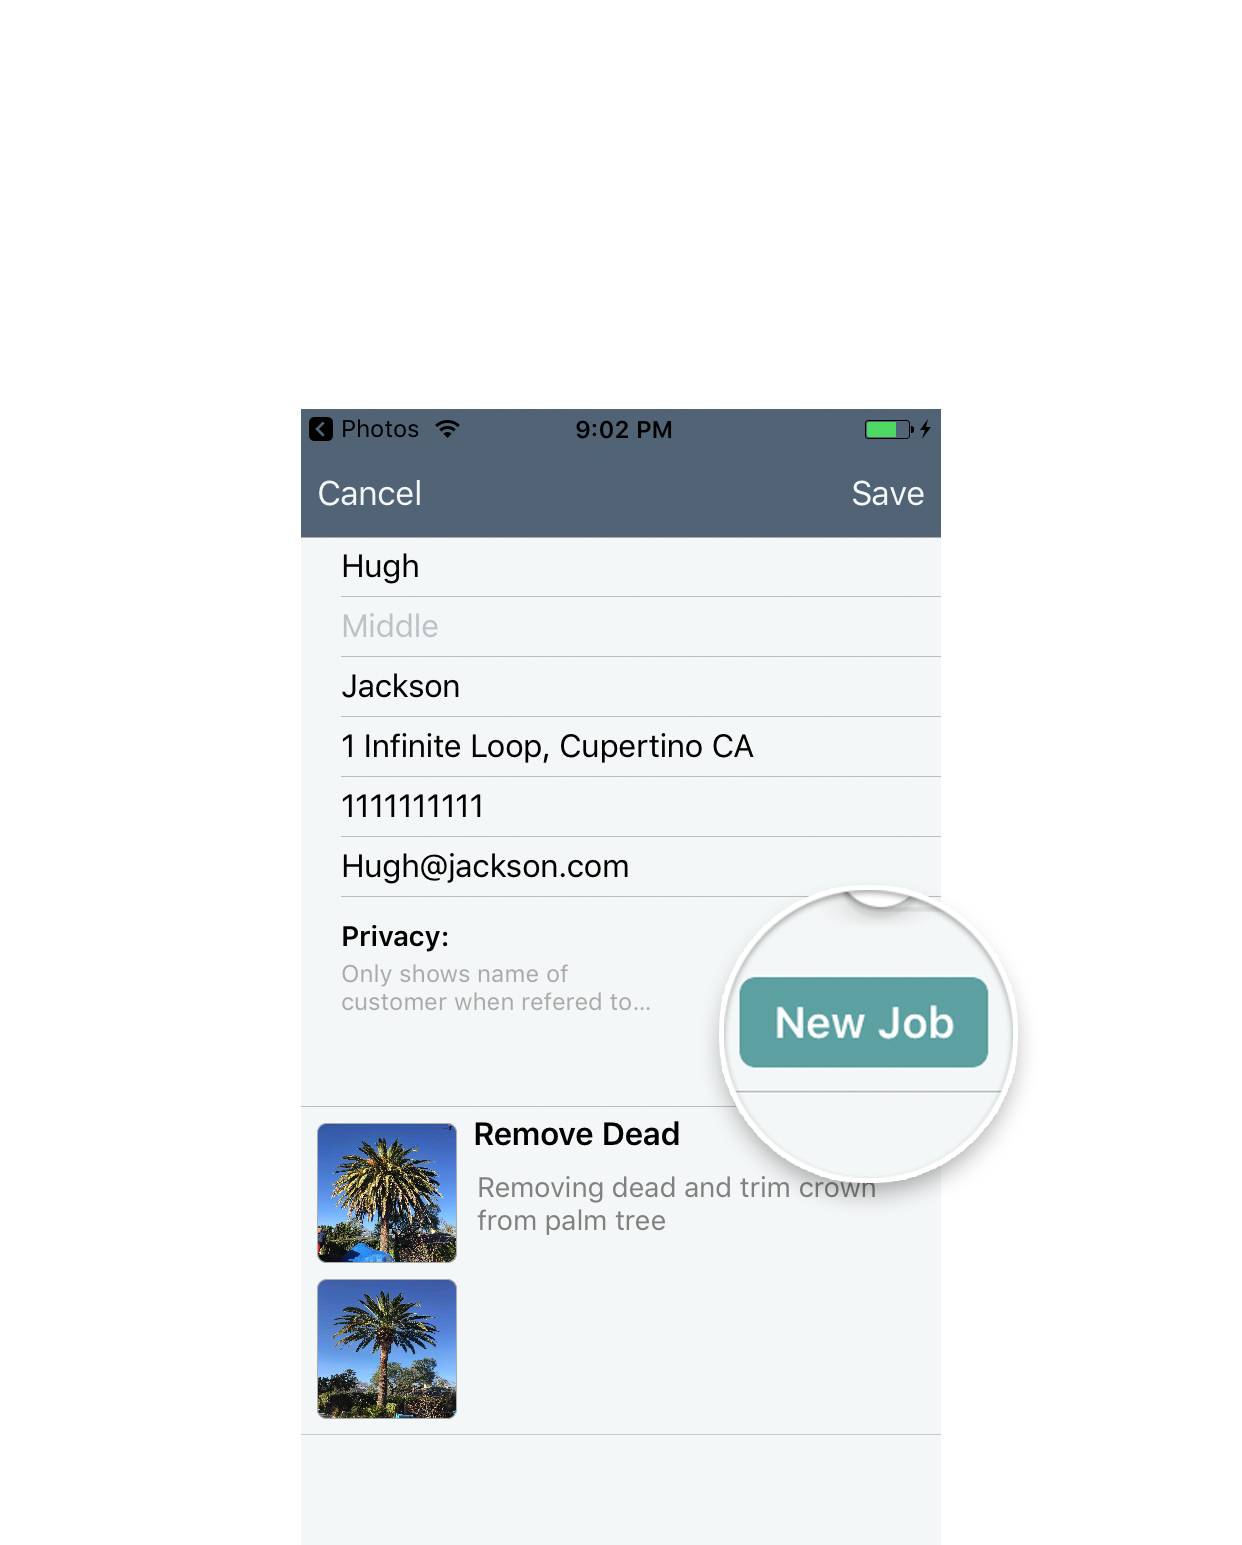 Photos 9:02 PM
Cancel Save
Hugh
Middle
Jackson
1 Infinite Loop, Cupertino CA
1111111111
Hugh@jackson.com
Privacy:
Only shows name of
customer when refered to...
New Job
Remove Dead
Removing dead and trim crown
from palm tree